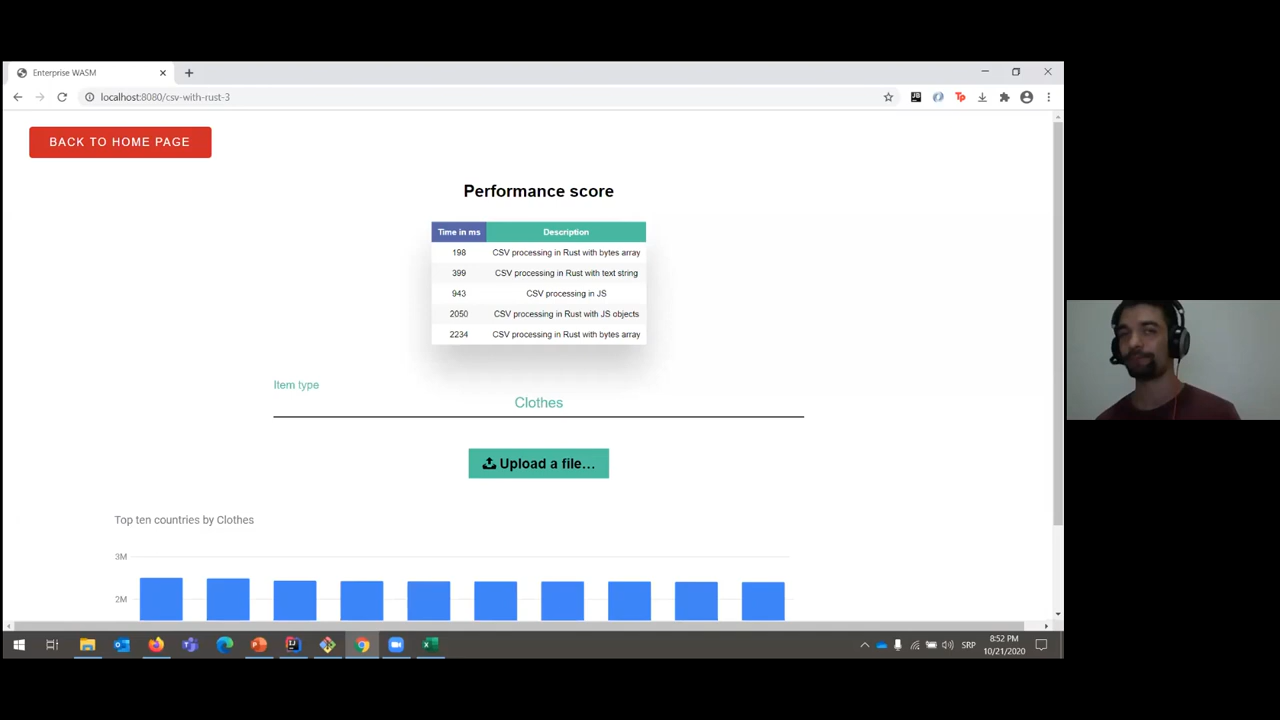 Enterprise WASM
localhost:8080/csv-with-rust-3
BACK TO HOME PAGE
Performance score
Time in ms Description
198 CSV processing in Rust with bytes array
399 CSV processing in Rust with text string
943 CSV processing in JS
2050 CSV processing in Rust with JS objects
2234 CSV processing in Rust with bytes array
Item type
Clothes
Upload a file...
Top ten countries by Clothes
3M
2M
SRP
8:52 PM
10/21/2020